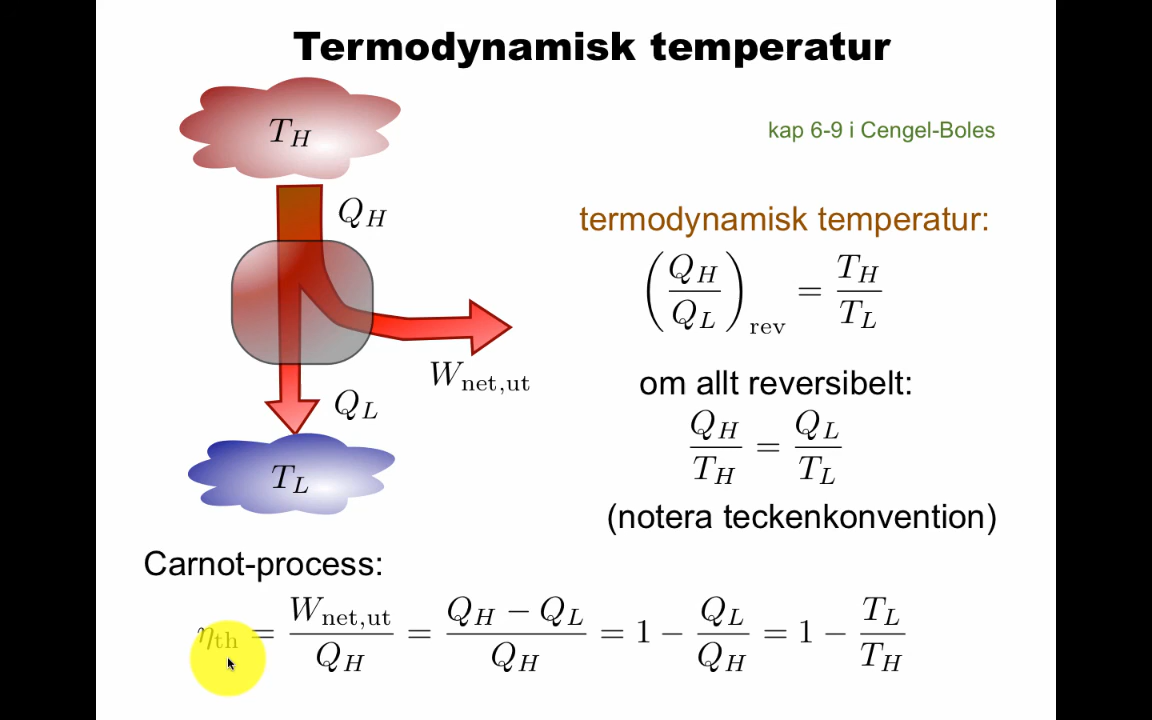 Termodynamisk temperatur
T_H
kap 6-9 i Cengel-Boles
Q_H
termodynamisk temperatur:
(Q_H / Q_L)_rev = T_H / T_L
W_net,ut
om allt reversibelt:
Q_L
Q_H / T_H = Q_L / T_L
T_L
(notera teckenkonvention)
Carnot-process:
η_th = W_net,ut / Q_H = (Q_H − Q_L) / Q_H = 1 − Q_L / Q_H = 1 − T_L / T_H